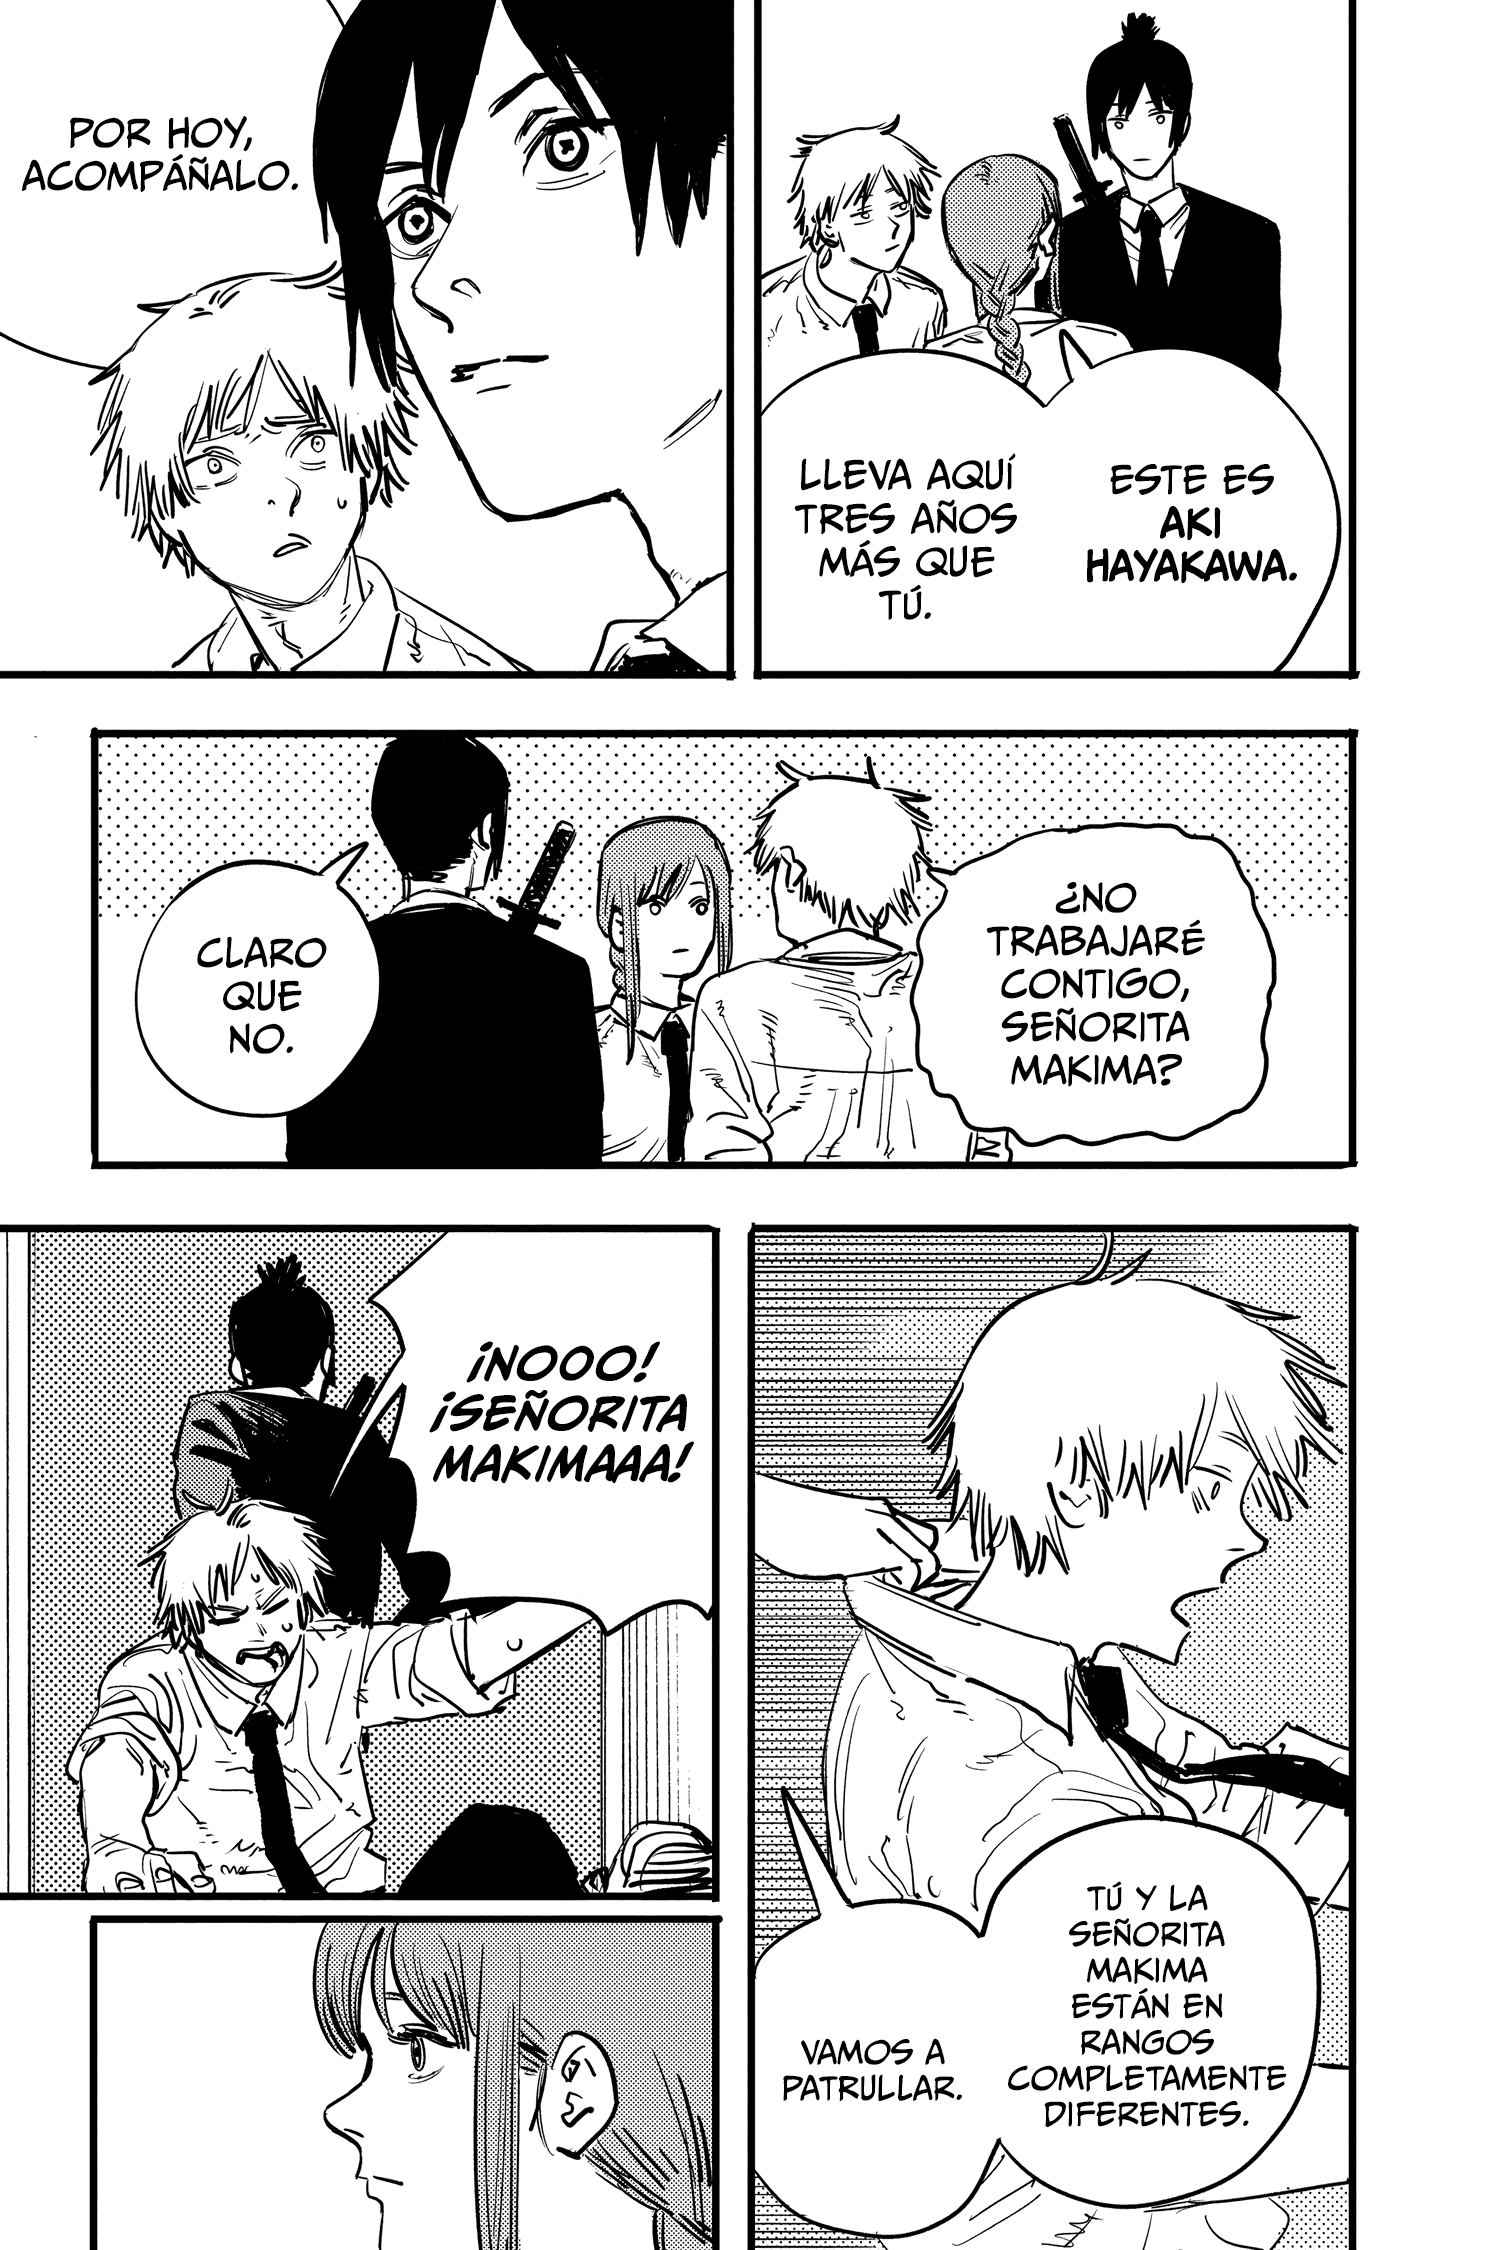 ESTE ES
AKI
HAYAKAWA.
LLEVA AQUÍ
TRES AÑOS
MÁS QUE
TÚ.
POR HOY,
ACOMPÁÑALO.
¿NO
TRABAJARÉ
CONTIGO,
SEÑORITA
MAKIMA?
CLARO
QUE
NO.
TÚ Y LA
SEÑORITA
MAKIMA
ESTÁN EN
RANGOS
COMPLETAMENTE
DIFERENTES.
VAMOS A
PATRULLAR.
¡NOOO!
¡SEÑORITA
MAKIMAAA!